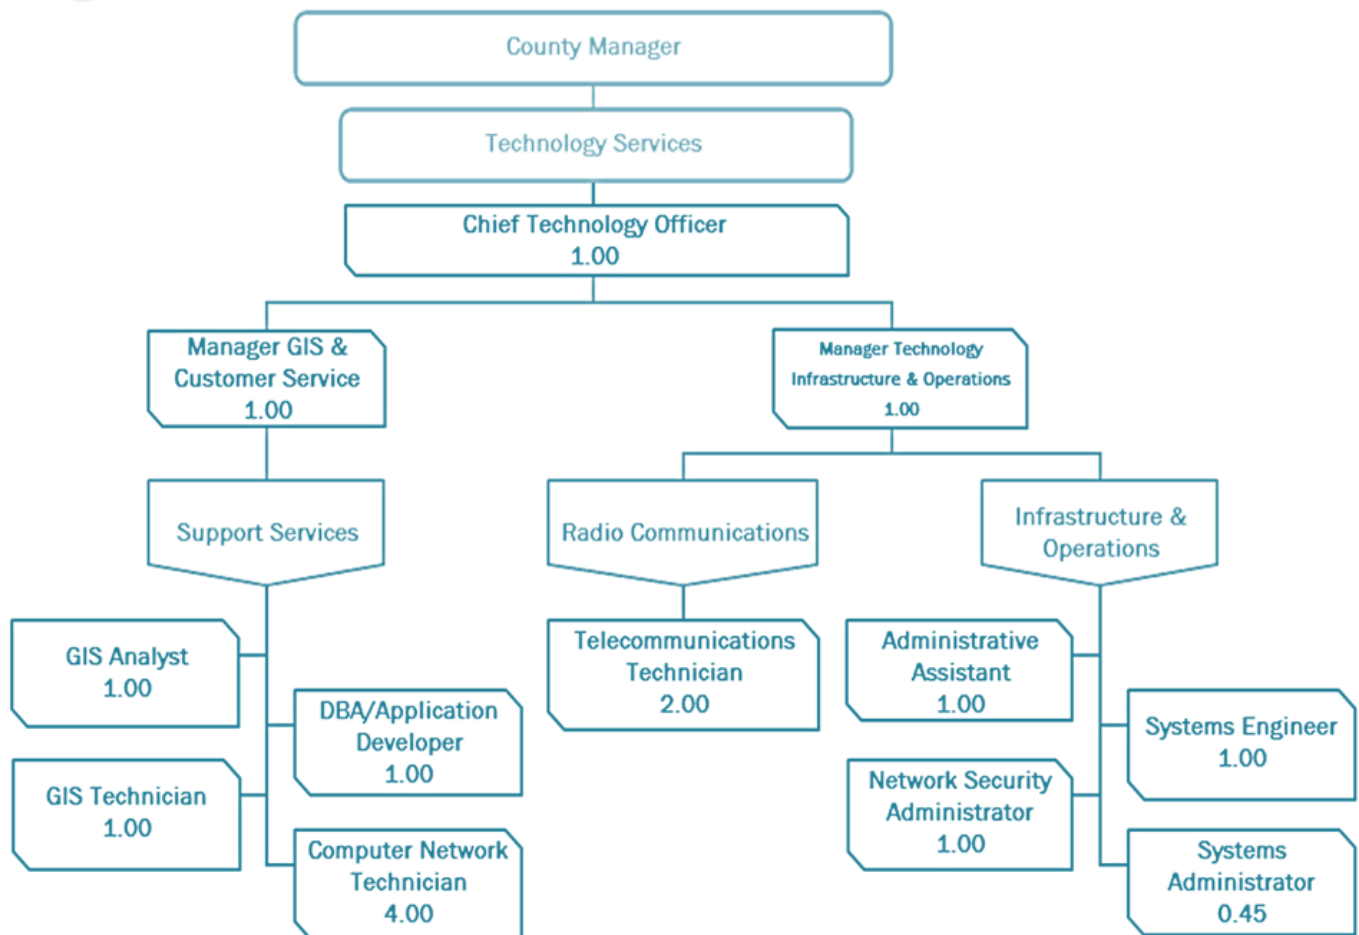 County Manager
Technology Services
Chief Technology Officer
1.00
Manager GIS &
Customer Service
1.00
Manager Technology
Infrastructure & Operations
1.00
Support Services
Radio Communications
Infrastructure &
Operations
GIS Analyst
1.00
DBA/Application
Developer
1.00
GIS Technician
1.00
Computer Network
Technician
4.00
Telecommunications
Technician
2.00
Administrative
Assistant
1.00
Systems Engineer
1.00
Network Security
Administrator
1.00
Systems
Administrator
0.45